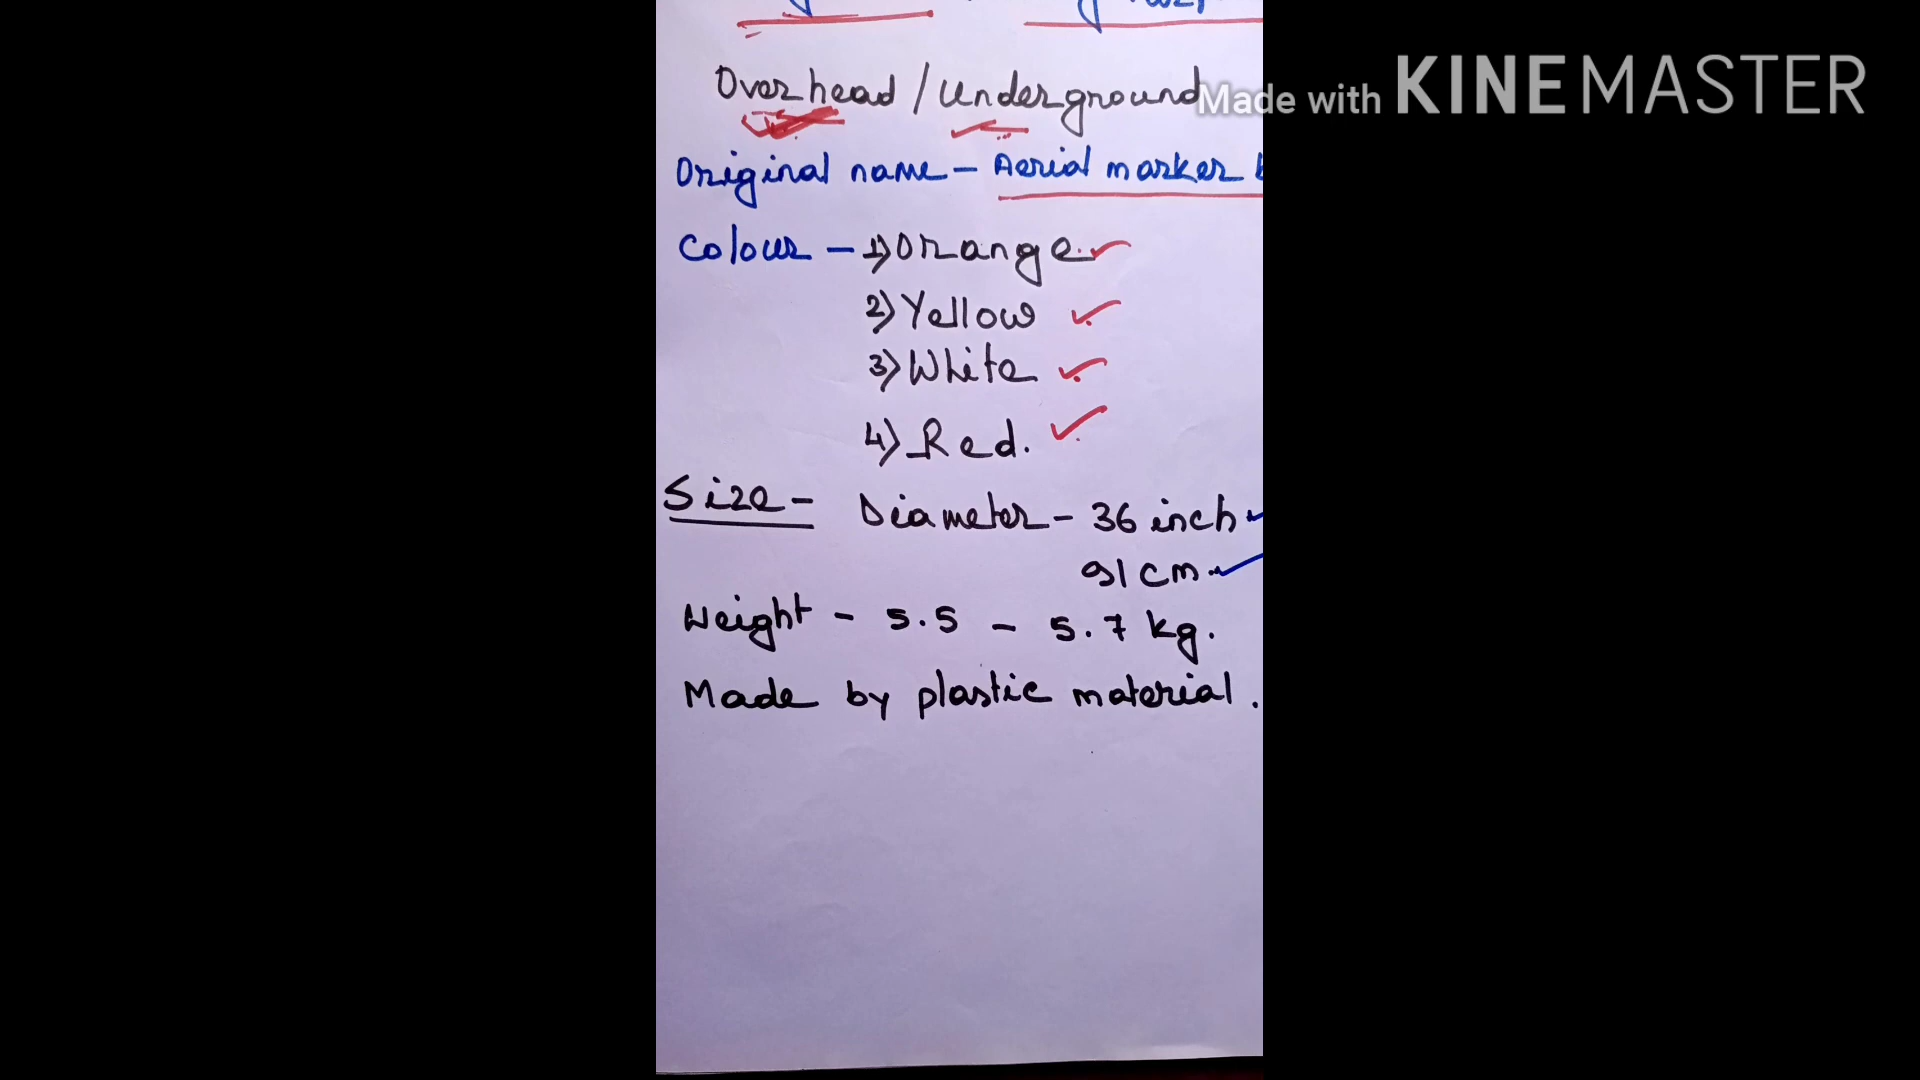 Overhead / Underground
Made with KINEMASTER
Original name - Aerial marker
Colour - 1) Orange.
2) Yellow
3) White
4) Red.
Size - Diameter - 36 inch
91 cm.
Weight - 5.5 - 5.7 kg.
Made by plastic material.